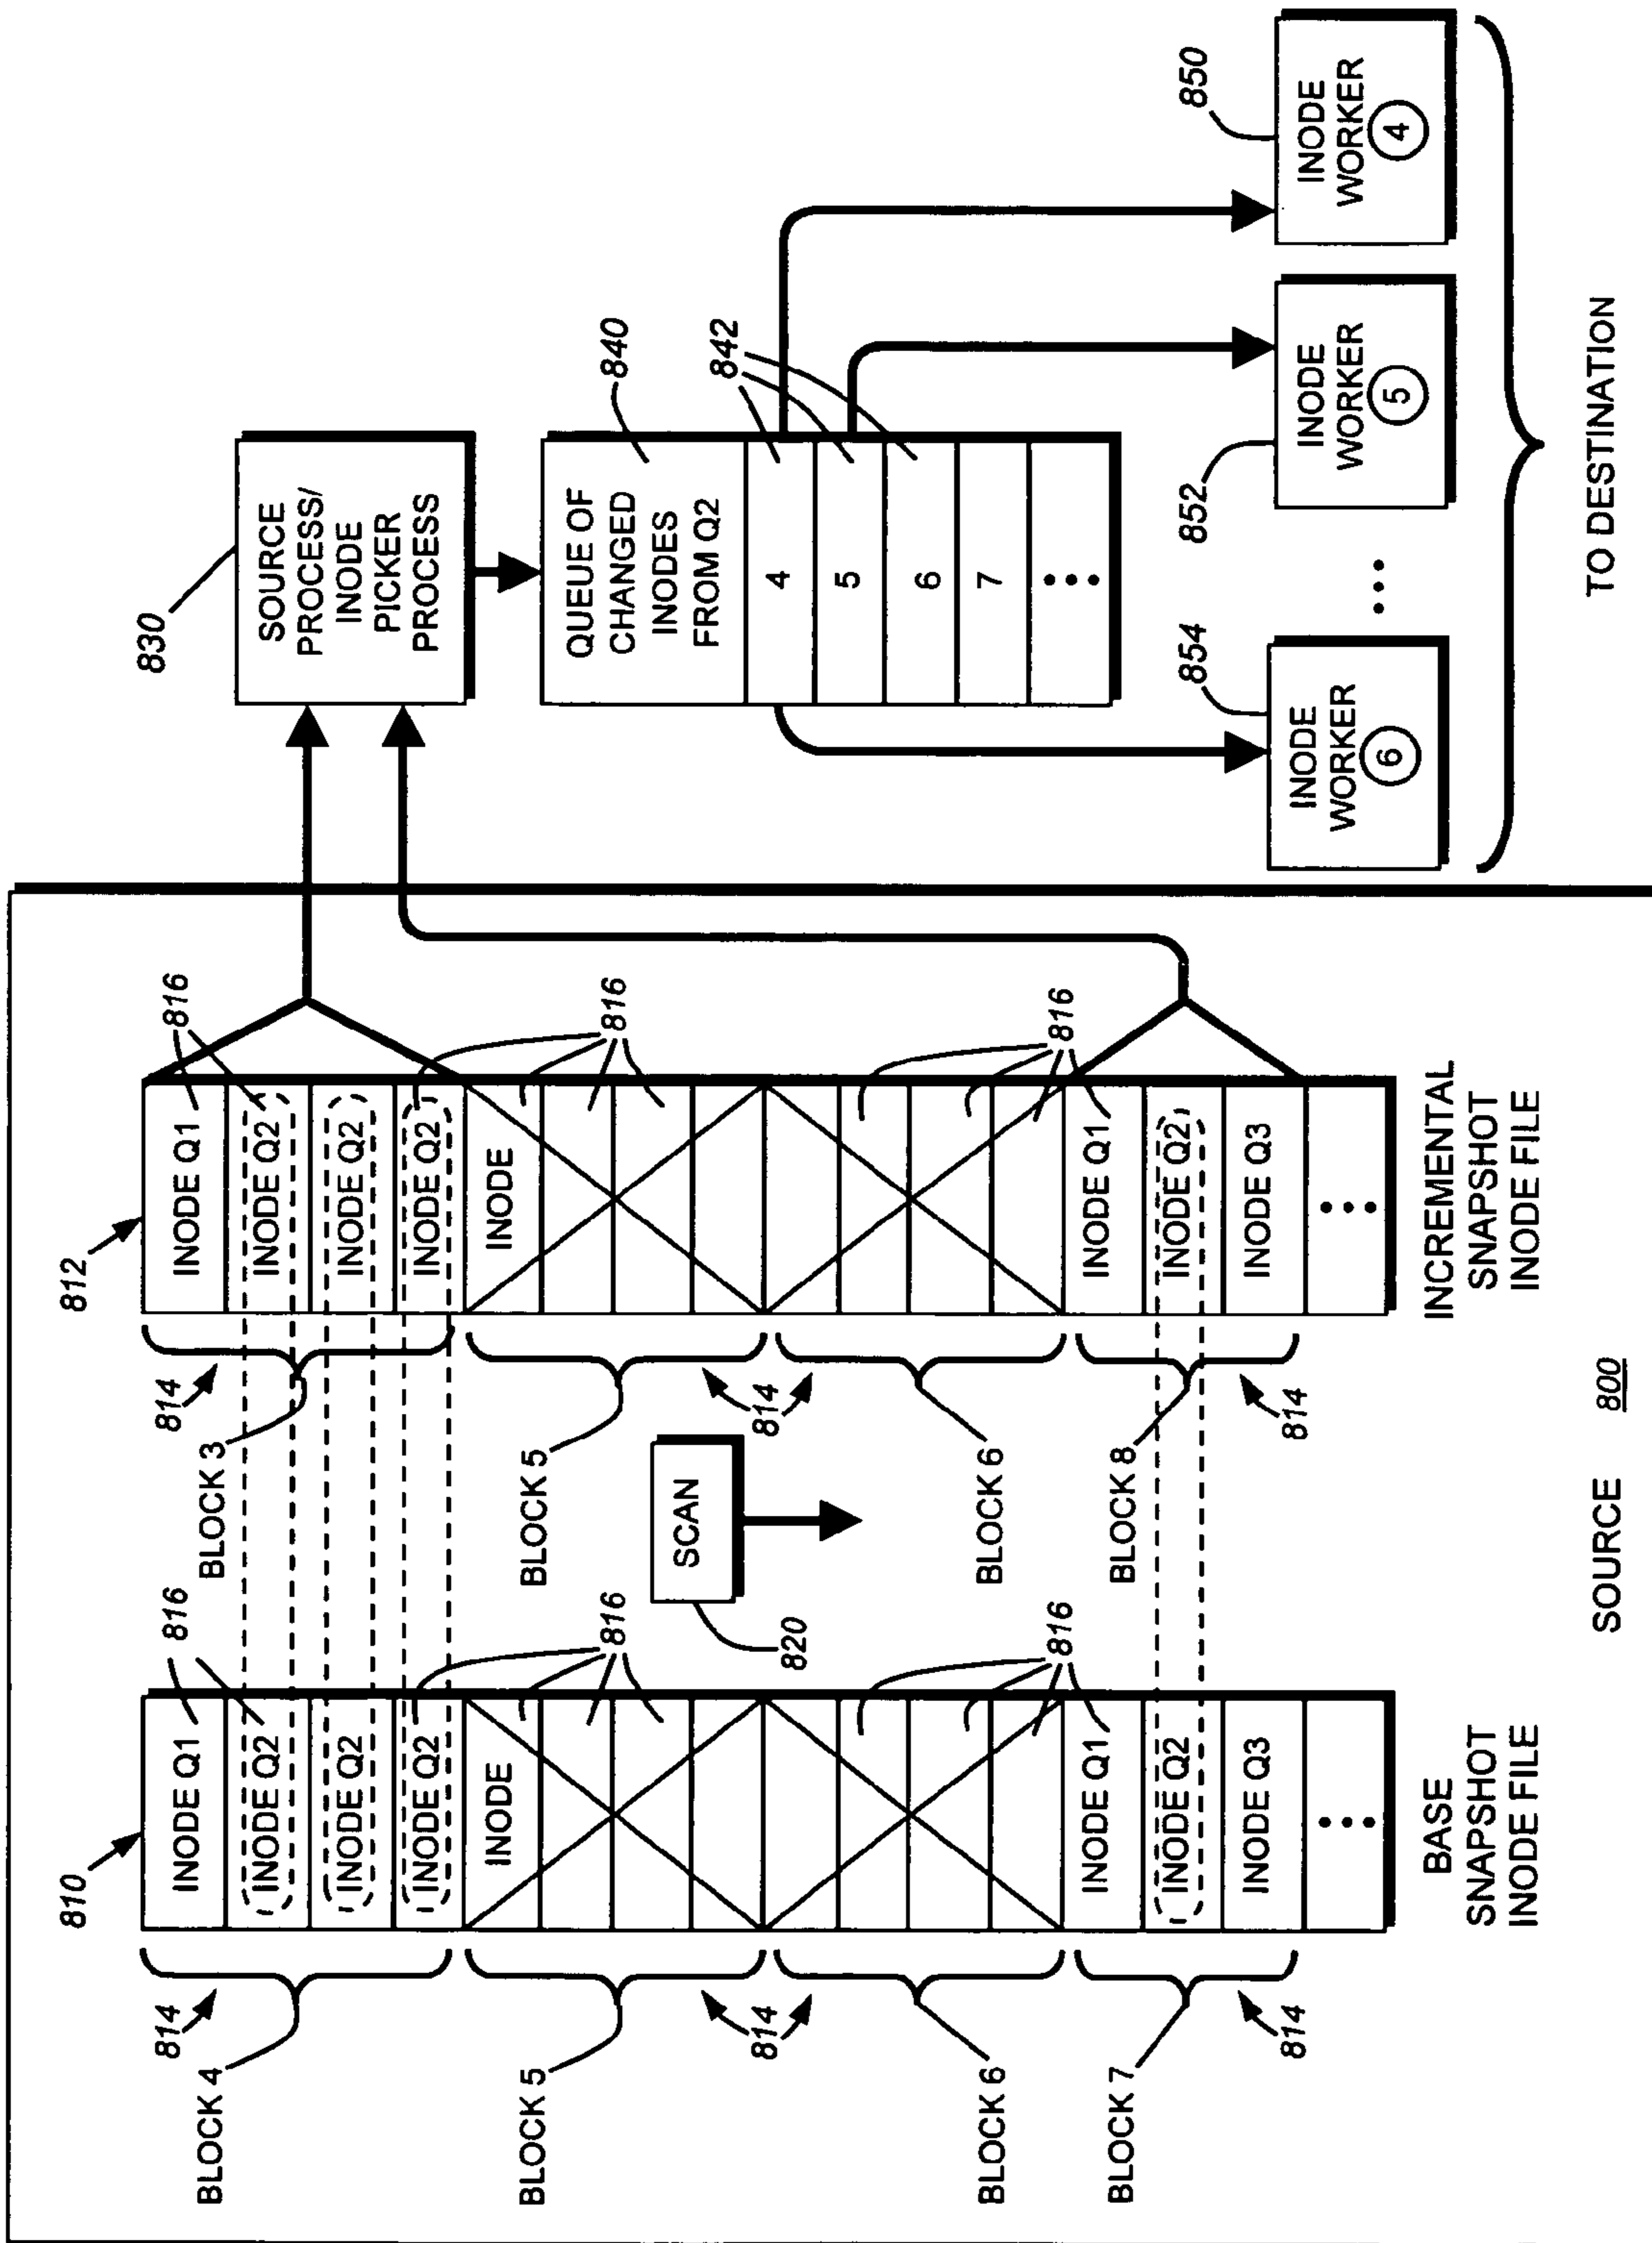 810
812
814
BLOCK 4
INODE Q1
INODE Q2
INODE Q2
INODE Q2
816
814
BLOCK 3
INODE Q1
INODE Q2
INODE Q2
INODE Q2
816
BLOCK 5
INODE
816
814
BLOCK 5
INODE
816
814
SCAN
820
BLOCK 6
816
BLOCK 6
816
BLOCK 7
814
INODE Q1
INODE Q2
INODE Q3
BLOCK 8
814
INODE Q1
INODE Q2
INODE Q3
BASE
SNAPSHOT
INODE FILE
INCREMENTAL
SNAPSHOT
INODE FILE
SOURCE 800
830
SOURCE
PROCESS/
INODE
PICKER
PROCESS
840
QUEUE OF
CHANGED
INODES
FROM Q2
842
4
5
6
7
854
INODE
WORKER
6
852
INODE
WORKER
5
850
INODE
WORKER
4
TO DESTINATION